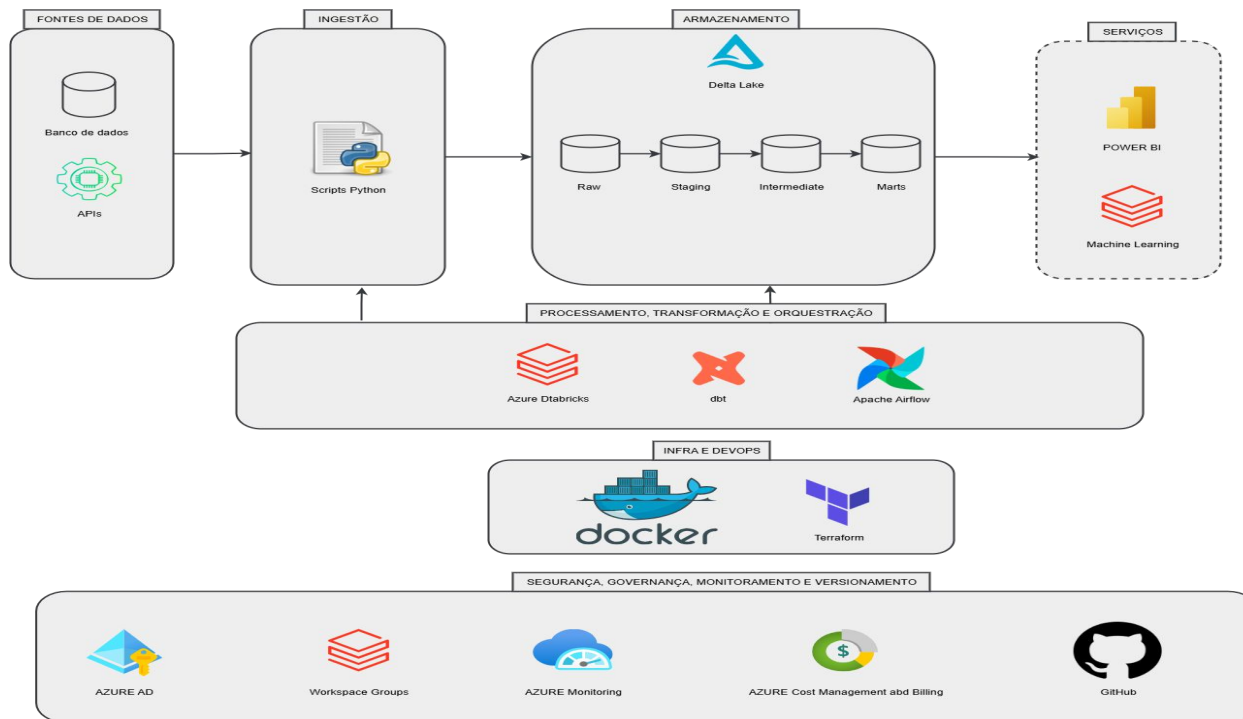 FONTES DE DADOS
INGESTÃO
ARMAZENAMENTO
SERVIÇOS
Delta Lake
Banco de dados
POWER BI
Scripts Python
Raw
Staging
Intermediate
Marts
APIs
Machine Learning
PROCESSAMENTO, TRANSFORMAÇÃO E ORQUESTRAÇÃO
Azure Dtabricks
dbt
Apache Airflow
INFRA E DEVOPS
docker
Terraform
SEGURANÇA, GOVERNANÇA, MONITORAMENTO E VERSIONAMENTO
$
AZURE AD
Workspace Groups
AZURE Monitoring
AZURE Cost Management abd Billing
GitHub